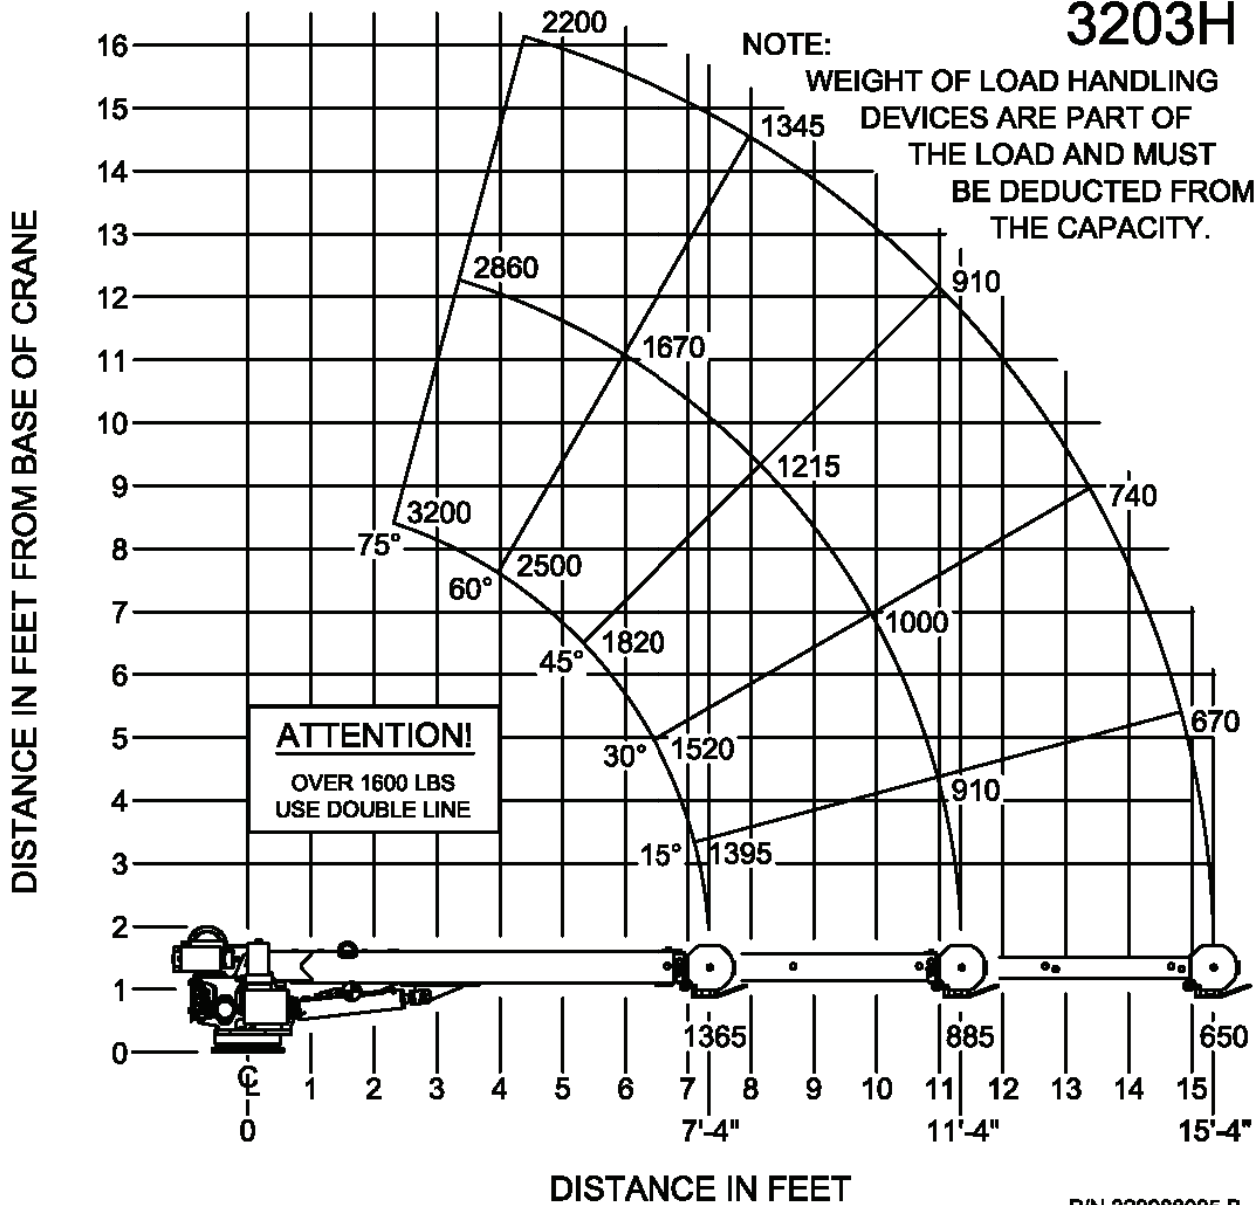 3203H
NOTE:
WEIGHT OF LOAD HANDLING
DEVICES ARE PART OF
THE LOAD AND MUST
BE DEDUCTED FROM
THE CAPACITY.
DISTANCE IN FEET FROM BASE OF CRANE
16
15
14
13
12
11
10
9
8
7
6
5
4
3
2
1
0
2200
1345
910
740
670
2860
1670
1215
1000
910
3200
2500
1820
1520
1395
75°
60°
45°
30°
15°
ATTENTION!
OVER 1600 LBS
USE DOUBLE LINE
1365 885 650
℄ 1 2 3 4 5 6 7 8 9 10 11 12 13 14 15
0 7'-4" 11'-4" 15'-4"
DISTANCE IN FEET